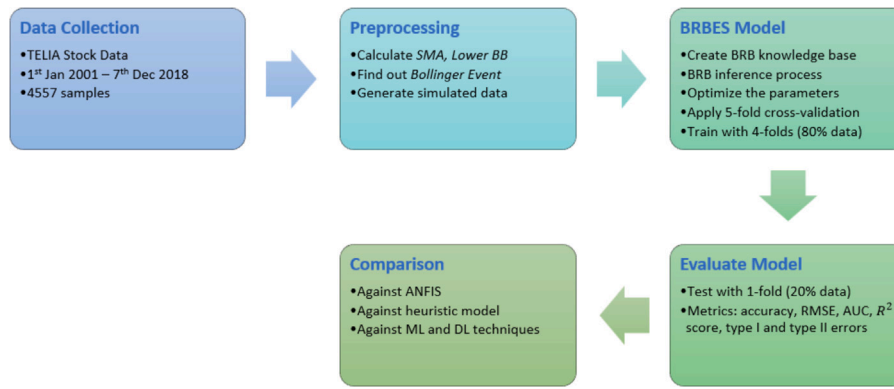 Data Collection
•TELIA Stock Data
•1st Jan 2001 – 7th Dec 2018
•4557 samples
Preprocessing
•Calculate SMA, Lower BB
•Find out Bollinger Event
•Generate simulated data
BRBES Model
•Create BRB knowledge base
•BRB inference process
•Optimize the parameters
•Apply 5-fold cross-validation
•Train with 4-folds (80% data)
Evaluate Model
•Test with 1-fold (20% data)
•Metrics: accuracy, RMSE, AUC, R²
score, type I and type II errors
Comparison
•Against ANFIS
•Against heuristic model
•Against ML and DL techniques